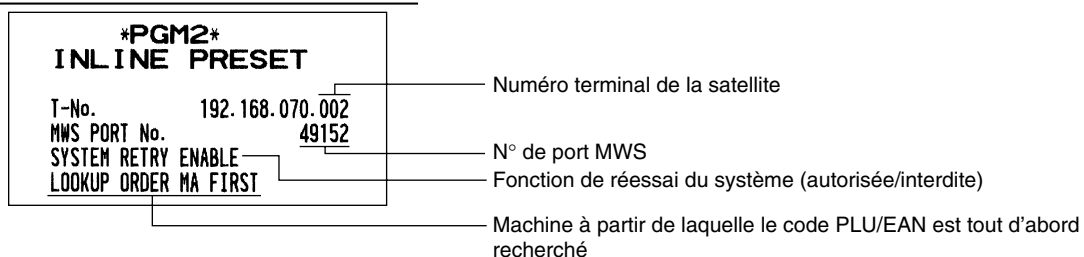 *PGM2*
INLINE PRESET
T-No. 192.168.070.002
MWS PORT No. 49152
SYSTEM RETRY ENABLE
LOOKUP ORDER MA FIRST
Numéro terminal de la satellite
N° de port MWS
Fonction de réessai du système (autorisée/interdite)
Machine à partir de laquelle le code PLU/EAN est tout d’abord
recherché